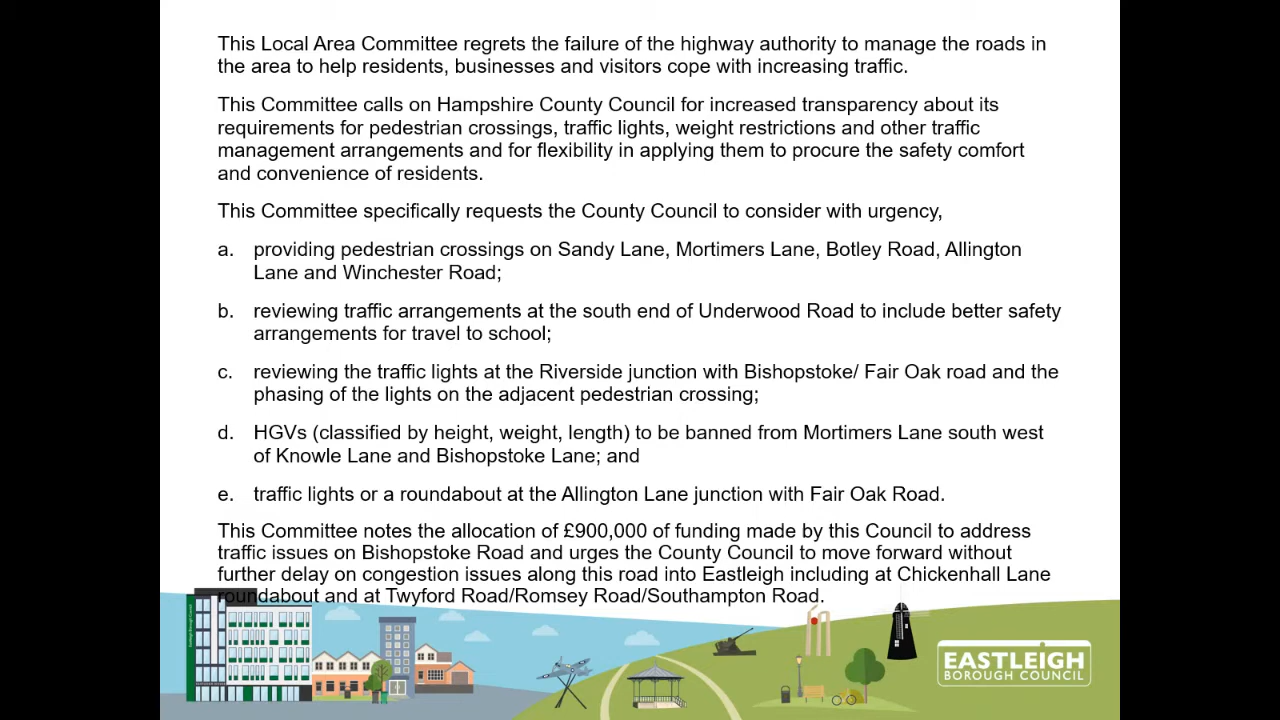 This Local Area Committee regrets the failure of the highway authority to manage the roads in
the area to help residents, businesses and visitors cope with increasing traffic.
This Committee calls on Hampshire County Council for increased transparency about its
requirements for pedestrian crossings, traffic lights, weight restrictions and other traffic
management arrangements and for flexibility in applying them to procure the safety comfort
and convenience of residents.
This Committee specifically requests the County Council to consider with urgency,
a. providing pedestrian crossings on Sandy Lane, Mortimers Lane, Botley Road, Allington
Lane and Winchester Road;
b. reviewing traffic arrangements at the south end of Underwood Road to include better safety
arrangements for travel to school;
c. reviewing the traffic lights at the Riverside junction with Bishopstoke/ Fair Oak road and the
phasing of the lights on the adjacent pedestrian crossing;
d. HGVs (classified by height, weight, length) to be banned from Mortimers Lane south west
of Knowle Lane and Bishopstoke Lane; and
e. traffic lights or a roundabout at the Allington Lane junction with Fair Oak Road.
This Committee notes the allocation of £900,000 of funding made by this Council to address
traffic issues on Bishopstoke Road and urges the County Council to move forward without
further delay on congestion issues along this road into Eastleigh including at Chickenhall Lane
roundabout and at Twyford Road/Romsey Road/Southampton Road.
EASTLEIGH
BOROUGH COUNCIL